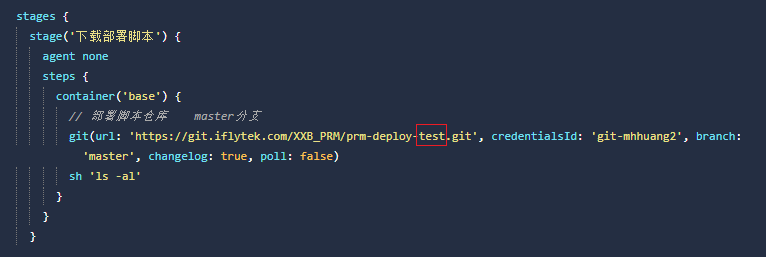 stages {
stage('下载部署脚本') {
agent none
steps {
container('base') {
// 部署脚本仓库    master分支
git(url: 'https://git.iflytek.com/XXB_PRM/prm-deploy-test.git', credentialsId: 'git-mhhuang2', branch:
'master', changelog: true, poll: false)
sh 'ls -al'
}
}
}